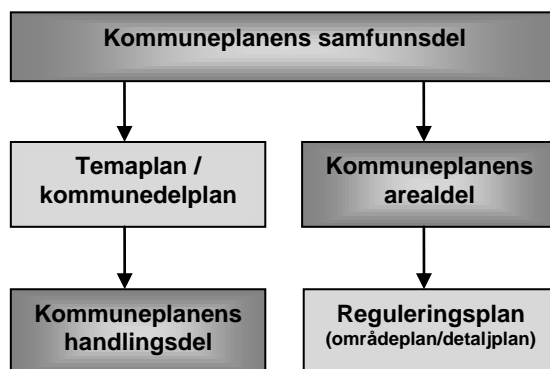 Kommuneplanens samfunnsdel
Temaplan /
kommunedelplan
Kommuneplanens
arealdel
Kommuneplanens
handlingsdel
Reguleringsplan
(områdeplan/detaljplan)